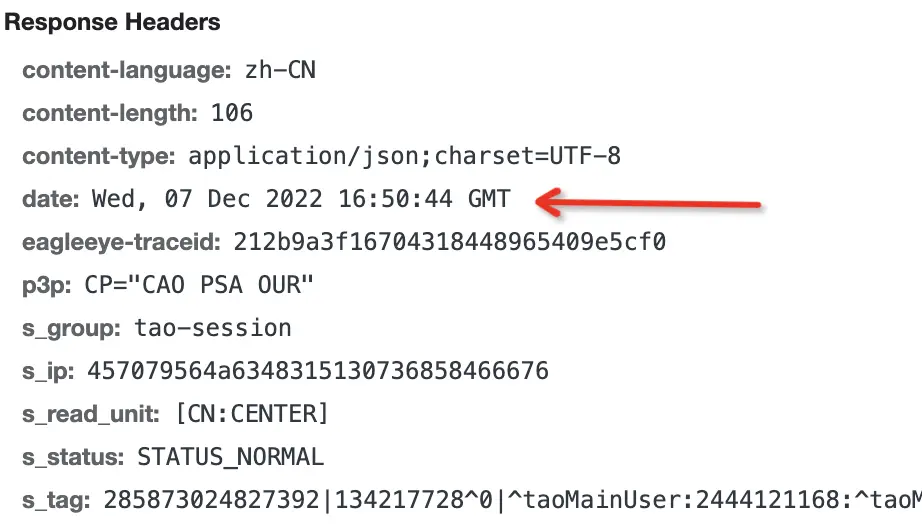 Response Headers
content-language: zh-CN
content-length: 106
content-type: application/json;charset=UTF-8
date: Wed, 07 Dec 2022 16:50:44 GMT
eagleeye-traceid: 212b9a3f16704318448965409e5cf0
p3p: CP="CAO PSA OUR"
s_group: tao-session
s_ip: 457079564a6348315130736858466676
s_read_unit: [CN:CENTER]
s_status: STATUS_NORMAL
s_tag: 285873024827392|134217728^0|^taoMainUser:2444121168:^taoM